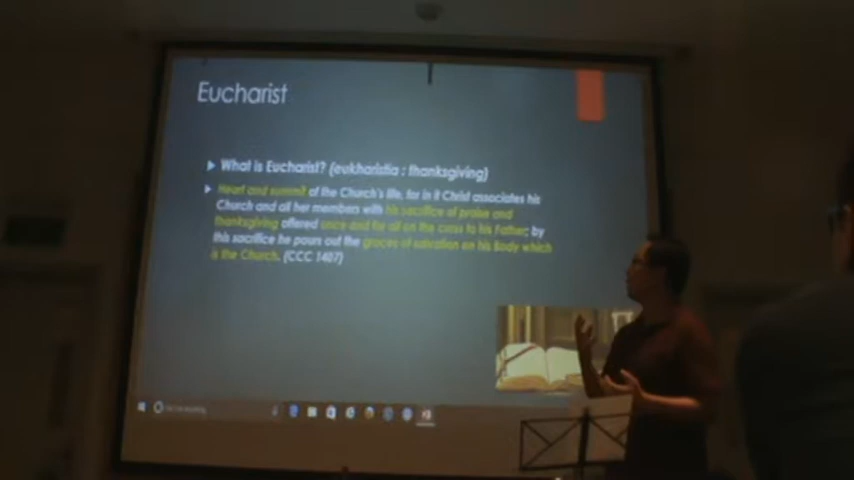 Eucharist
What is Eucharist? (eukharistia : thanksgiving)
Heart and summit of the Church's life, for in it Christ associates his
Church and all her members with his sacrifice of praise and
thanksgiving offered once and for all on the cross to his Father; by
this sacrifice he pours out the graces of salvation on his Body which
is the Church. (CCC 1407)